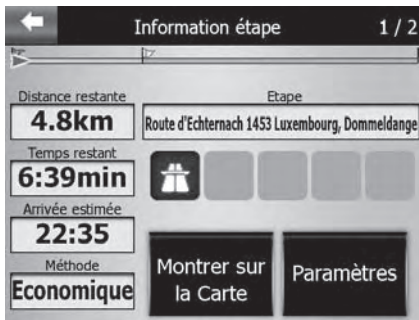 Information étape
1 / 2
Distance restante
4.8km
Etape
Route d'Echternach 1453 Luxembourg, Dommeldange
Temps restant
6:39min
Arrivée estimée
22:35
Méthode
Economique
Montrer sur
la Carte
Paramètres